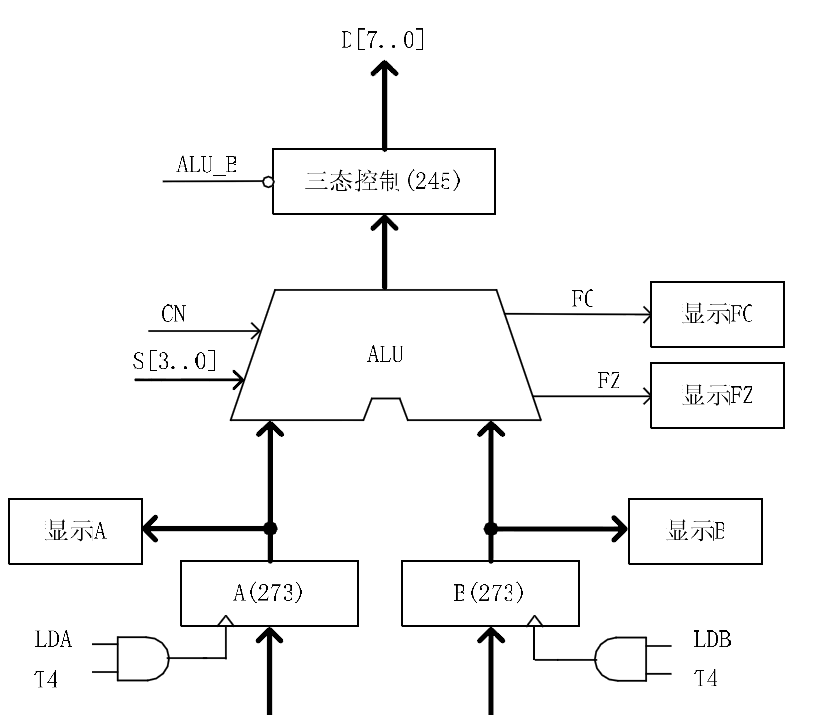 D[7..0]
ALU_B
三态控制(245)
CN
FC
显示FC
S[3..0]
ALU
FZ
显示FZ
显示A
显示B
A(273)
B(273)
LDA
LDB
T4
T4